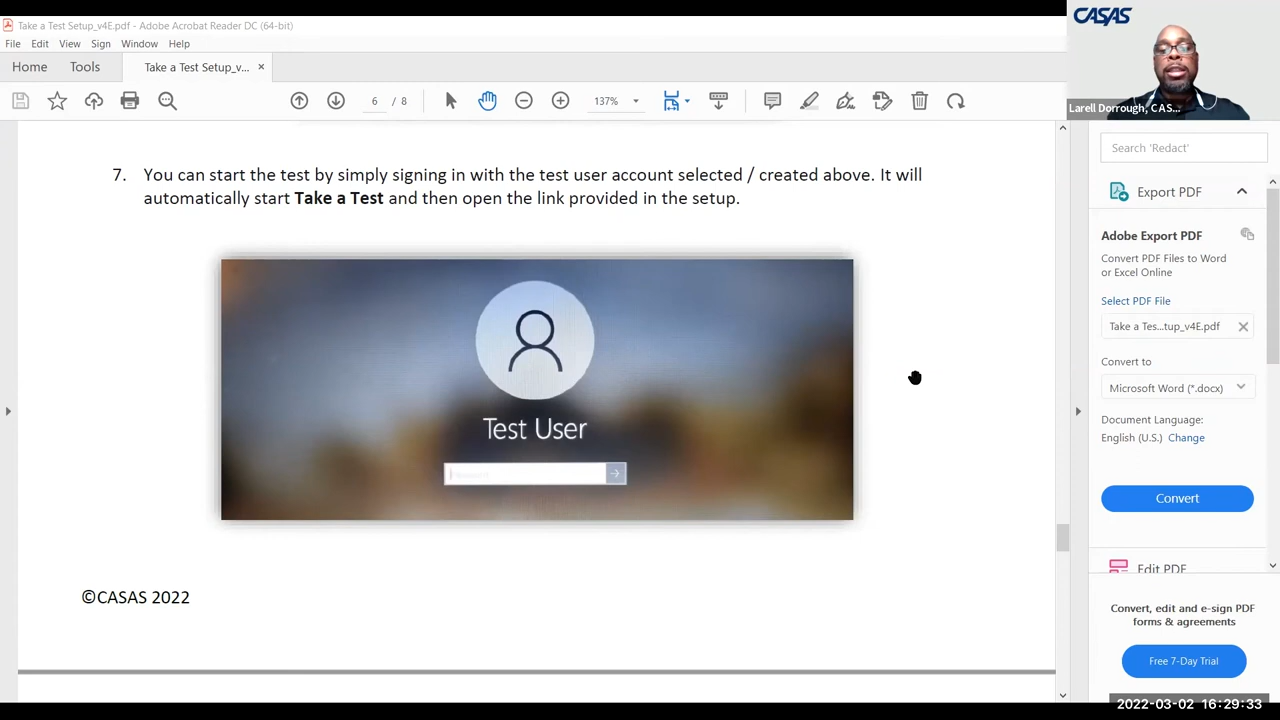 Take a Test Setup_v4E.pdf - Adobe Acrobat Reader DC (64-bit)
File Edit View Sign Window Help
Home Tools Take a Test Setup_v... ×
6 / 8 137%
7. You can start the test by simply signing in with the test user account selected / created above. It will
automatically start Take a Test and then open the link provided in the setup.
Test User
©CASAS 2022
CASAS
Larell Dorrough, CAS...
Search 'Redact'
Export PDF
Adobe Export PDF
Convert PDF Files to Word
or Excel Online
Select PDF File
Take a Tes...tup_v4E.pdf
Convert to
Microsoft Word (*.docx)
Document Language:
English (U.S.) Change
Convert
Edit PDF
Convert, edit and e-sign PDF
forms & agreements
Free 7-Day Trial
2022-03-02 16:29:33